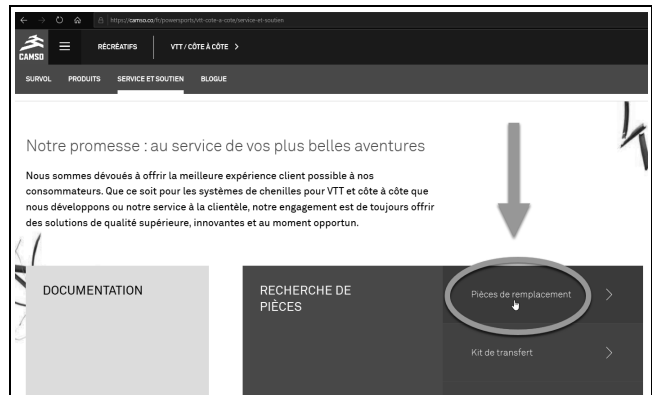 https://camso.co/fr/powersports/vtt-cote-a-cote/service-et-soutien
CAMSO
RÉCRÉATIFS
VTT / CÔTE À CÔTE >
SURVOL PRODUITS SERVICE ET SOUTIEN BLOGUE
Notre promesse : au service de vos plus belles aventures
Nous sommes dévoués à offrir la meilleure expérience client possible à nos
consommateurs. Que ce soit pour les systèmes de chenilles pour VTT et côte à côte que
nous développons ou notre service à la clientèle, notre engagement est de toujours offrir
des solutions de qualité supérieure, innovantes et au moment opportun.
DOCUMENTATION
RECHERCHE DE
PIÈCES
Pièces de remplacement
Kit de transfert